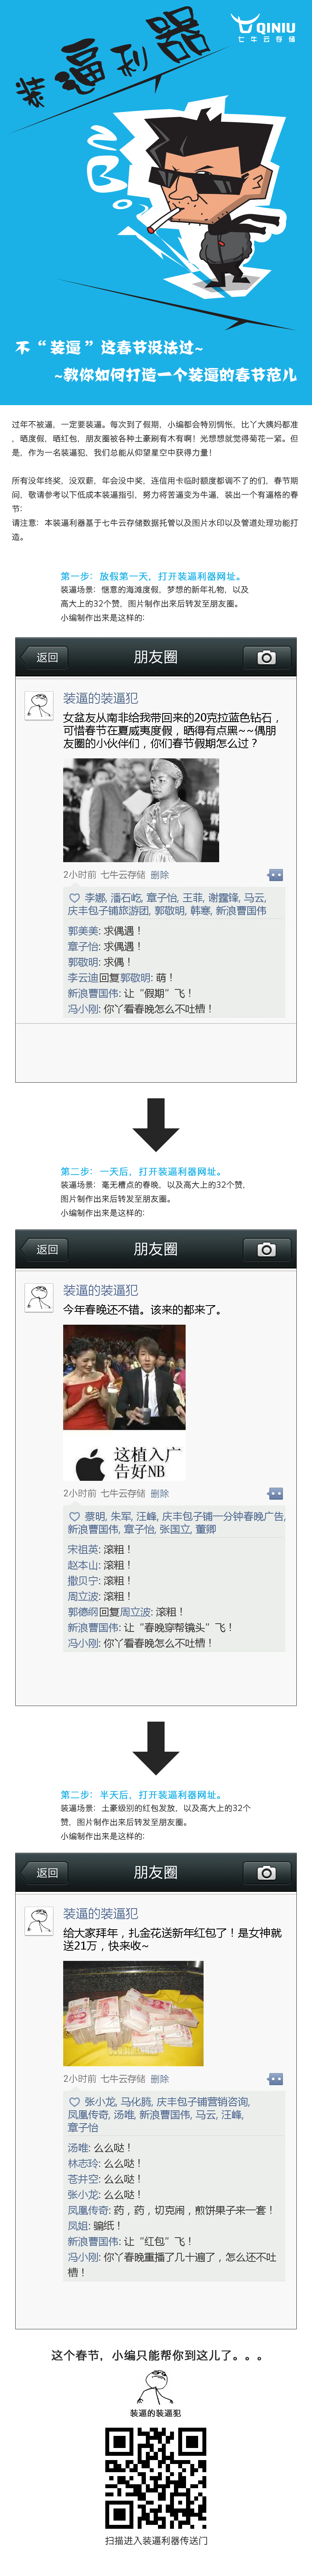 QINIU
七牛云存储
装逼利器
不“装逼”这春节没法过~
~教你如何打造一个装逼的春节范儿
过年不被逼，一定要装逼。每次到了假期，小编都会特别惆怅，比丫大姨妈都准
，晒度假，晒红包，朋友圈被各种土豪刷有木有啊！光想想就觉得菊花一紧。但
是，作为一名装逼犯，我们总能从仰望星空中获得力量！
所有没年终奖，没双薪，年会没中奖，连信用卡临时额度都调不了的们，春节期
间，敬请参考以下低成本装逼指引，努力将苦逼变为牛逼，装出一个有逼格的春
节：
请注意：本装逼利器基于七牛云存储数据托管以及图片水印以及管道处理功能打
造。
第一步：放假第一天，打开装逼利器网址。
装逼场景：惬意的海滩度假，梦想的新年礼物，以及
高大上的32个赞，图片制作出来后转发至朋友圈。
小编制作出来是这样的:
返回
朋友圈
装逼的装逼犯
女盆友从南非给我带回来的20克拉蓝色钻石，
可惜春节在夏威夷度假，晒得有点黑~~偶朋
友圈的小伙伴们，你们春节假期怎么过？
2小时前 七牛云存储 删除
李娜, 潘石屹, 章子怡, 王菲, 谢霆锋, 马云,
庆丰包子铺旅游团, 郭敬明, 韩寒, 新浪曹国伟
郭美美: 求偶遇！
章子怡: 求偶遇！
郭敬明: 求偶！
李云迪回复郭敬明: 萌！
新浪曹国伟: 让“假期”飞！
冯小刚: 你丫看春晚怎么不吐槽！
第二步：一天后，打开装逼利器网址。
装逼场景：毫无槽点的春晚，以及高大上的32个赞，
图片制作出来后转发至朋友圈。
小编制作出来是这样的:
返回
朋友圈
装逼的装逼犯
今年春晚还不错。该来的都来了。
这植入广
告好NB
2小时前 七牛云存储 删除
蔡明, 朱军, 汪峰, 庆丰包子铺一分钟春晚广告,
新浪曹国伟, 章子怡, 张国立, 董卿
宋祖英: 滚粗！
赵本山: 滚粗！
撒贝宁: 滚粗！
周立波: 滚粗！
郭德纲回复周立波: 滚粗！
新浪曹国伟: 让“春晚穿帮镜头”飞！
冯小刚: 你丫看春晚怎么不吐槽！
第二步：半天后，打开装逼利器网址。
装逼场景：土豪级别的红包发放，以及高大上的32个
赞，图片制作出来后转发至朋友圈。
小编制作出来是这样的:
返回
朋友圈
装逼的装逼犯
给大家拜年，扎金花送新年红包了！是女神就
送21万，快来收~
2小时前 七牛云存储 删除
张小龙, 马化腾, 庆丰包子铺营销咨询,
凤凰传奇, 汤唯, 新浪曹国伟, 马云, 汪峰,
章子怡
汤唯: 么么哒！
林志玲: 么么哒！
苍井空: 么么哒！
张小龙: 么么哒！
凤凰传奇: 药，药，切克闹，煎饼果子来一套！
凤姐: 骗纸！
新浪曹国伟: 让“红包”飞！
冯小刚: 你丫春晚重播了几十遍了，怎么还不吐
槽！
这个春节，小编只能帮你到这儿了。。。
装逼的装逼犯
扫描进入装逼利器传送门